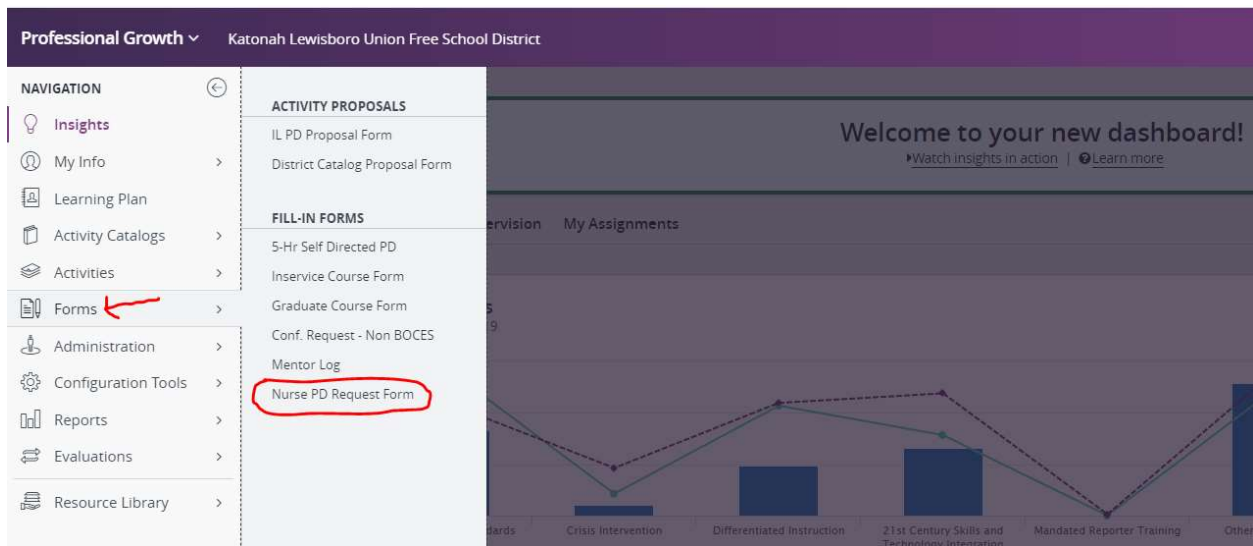 Professional Growth
Katonah Lewisboro Union Free School District
NAVIGATION
Insights
My Info
Learning Plan
Activity Catalogs
Activities
Forms
Administration
Configuration Tools
Reports
Evaluations
Resource Library
ACTIVITY PROPOSALS
IL PD Proposal Form
District Catalog Proposal Form
FILL-IN FORMS
5-Hr Self Directed PD
Inservice Course Form
Graduate Course Form
Conf. Request - Non BOCES
Mentor Log
Nurse PD Request Form
Welcome to your new dashboard!
Watch insights in action | Learn more
My Assignments
Crisis Intervention
Differentiated Instruction
21st Century Skills and
Technology Integration
Mandated Reporter Training
Other